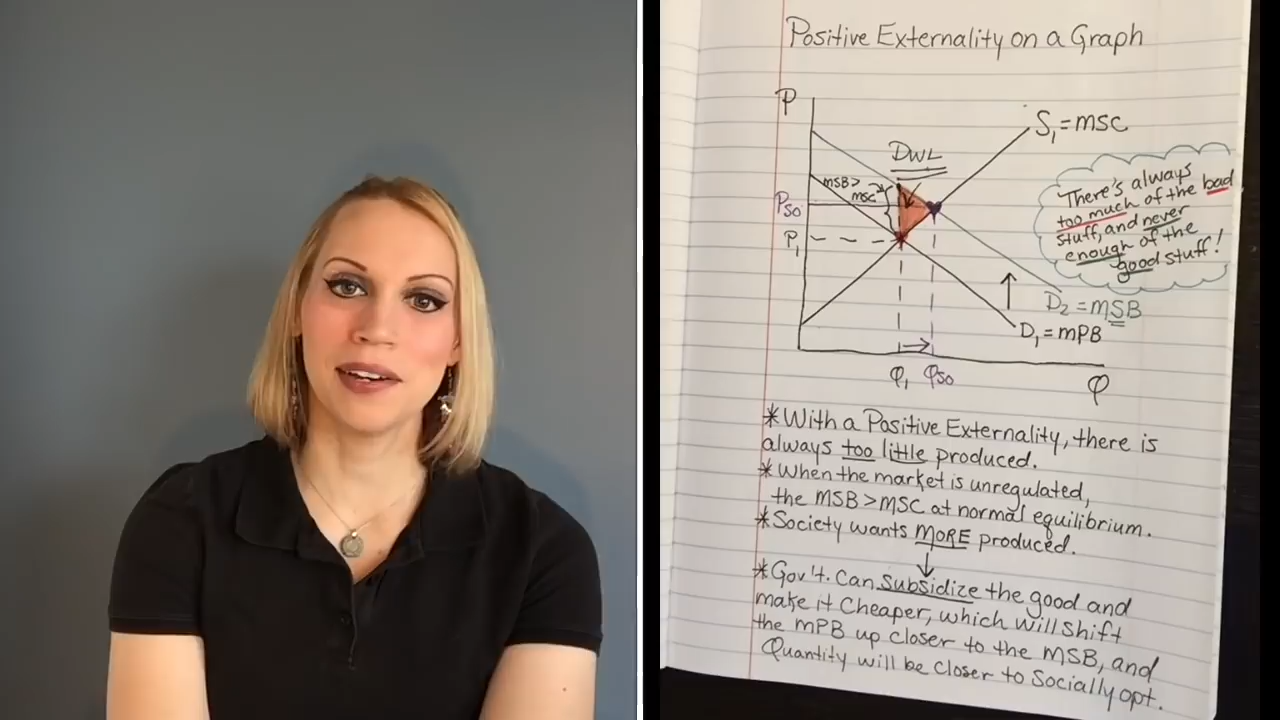 Positive Externality on a Graph
P
S₁=MSC
DWL
MSB>
MSC
There's always
too much of the bad
stuff, and never
enough of the
good stuff!
PSO
P₁
D₂=MSB
D₁=MPB
Q₁ QSO
Q
*With a Positive Externality, there is
always too little produced.
*When the market is unregulated,
the MSB>MSC at normal equilibrium.
*Society wants MORE produced.
*Gov't. Can subsidize the good and
make it Cheaper, which will shift
the MPB up closer to the MSB, and
Quantity will be closer to Socially opt.